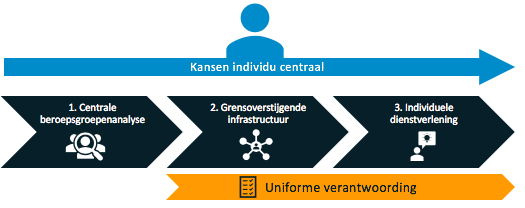 Kansen individu centraal
1. Centrale
beroepsgroepenanalyse
2. Grensoverstijgende
infrastructuur
3. Individuele
dienstverlening
Uniforme verantwoording